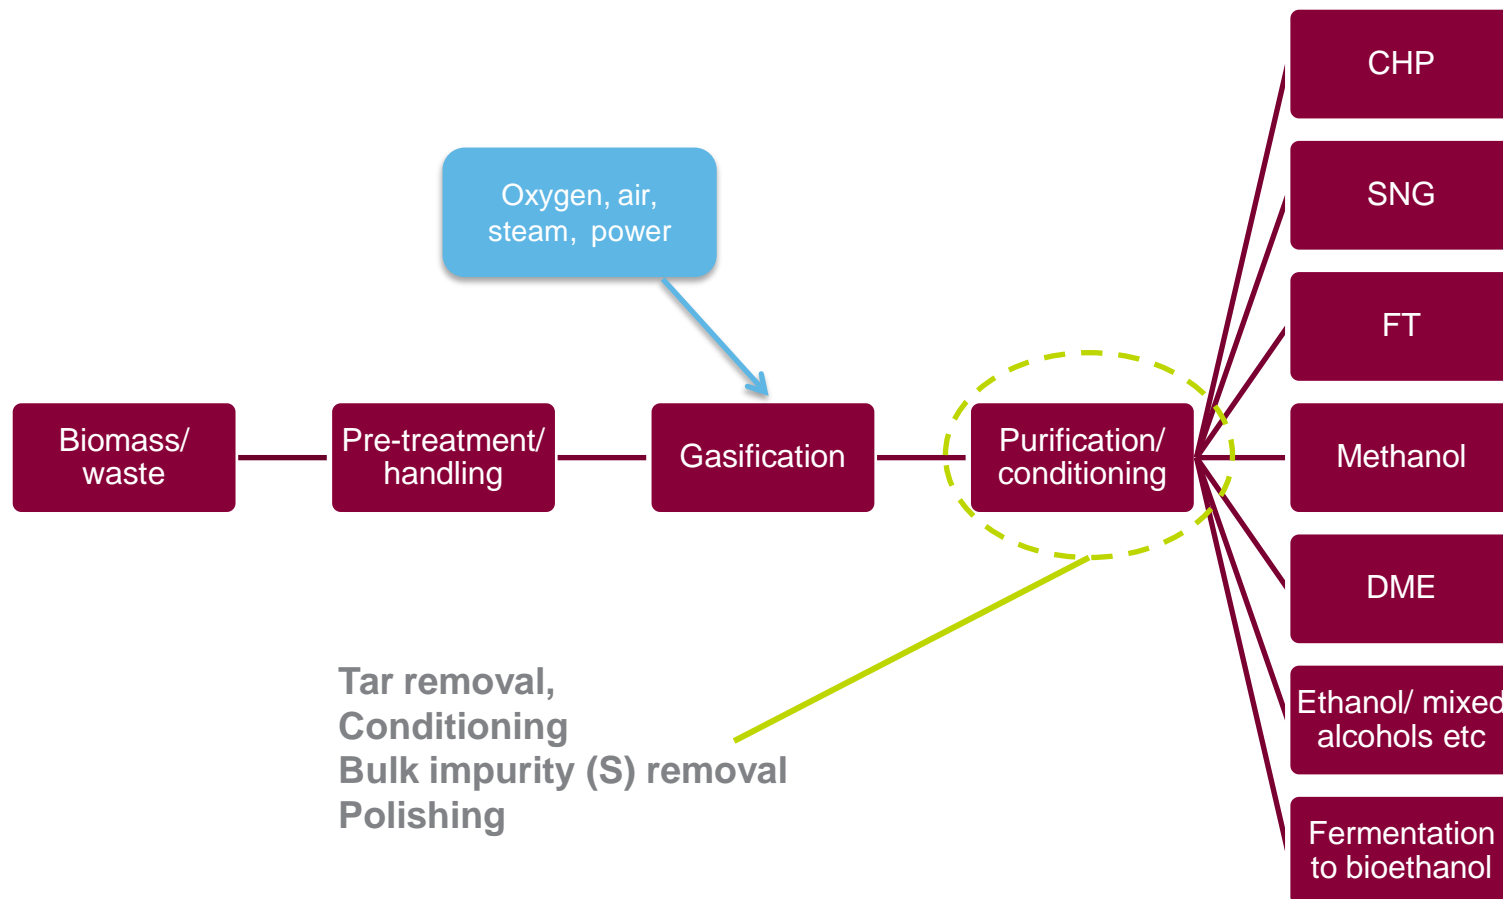 CHP
Oxygen, air,
steam, power
SNG
FT
Biomass/
waste
Pre-treatment/
handling
Gasification
Purification/
conditioning
Methanol
DME
Tar removal,
Conditioning
Bulk impurity (S) removal
Polishing
Ethanol/ mixed
alcohols etc
Fermentation
to bioethanol